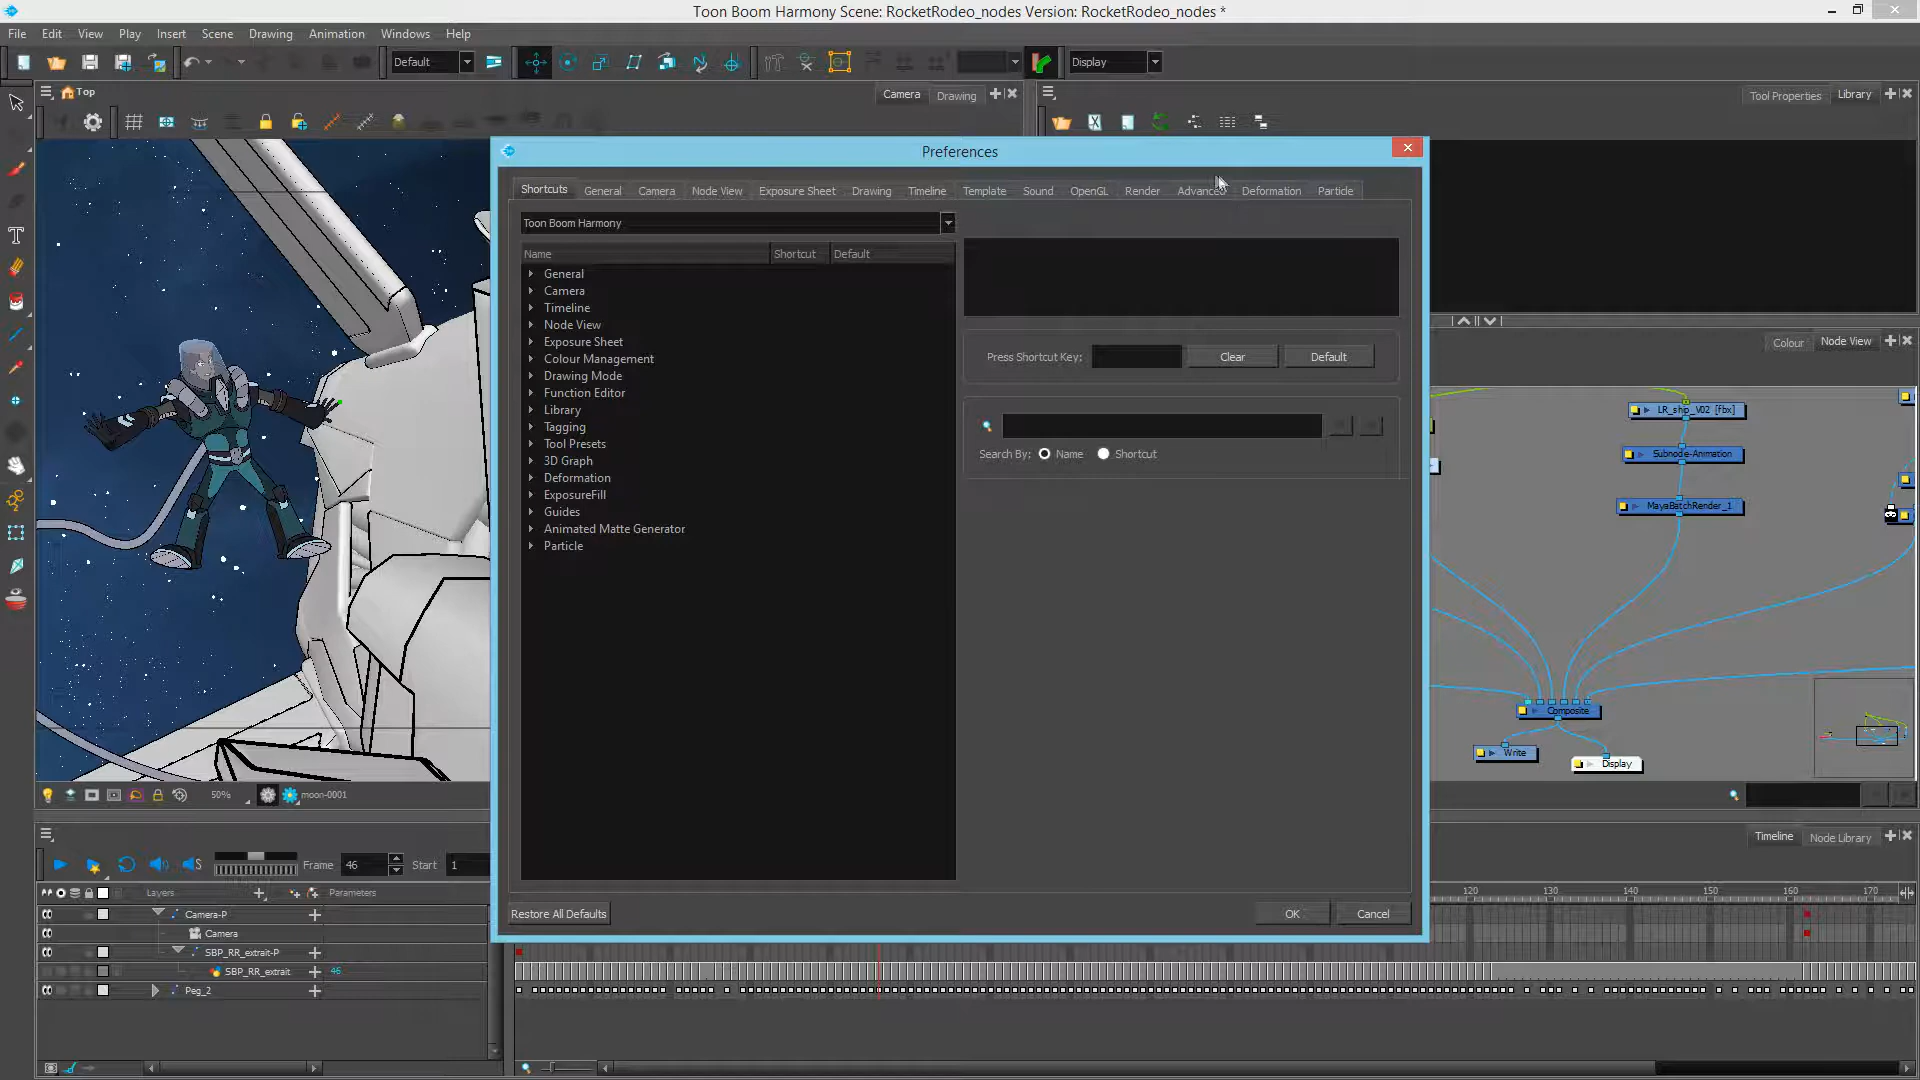 Toon Boom Harmony Scene: RocketRodeo_nodes Version: RocketRodeo_nodes *
File Edit View Play Insert Scene Drawing Animation Windows Help
Default
Display
Top
Camera
Drawing
Tool Properties
Library
Preferences
Shortcuts General Camera Node View Exposure Sheet Drawing Timeline Template Sound OpenGL Render Advanced Deformation Particle
Toon Boom Harmony
Name Shortcut Default
General
Camera
Timeline
Node View
Exposure Sheet
Colour Management
Drawing Mode
Function Editor
Library
Tagging
Tool Presets
3D Graph
Deformation
ExposureFill
Guides
Animated Matte Generator
Particle
Press Shortcut Key:
Clear
Default
Search By:
Name
Shortcut
Restore All Defaults
OK
Cancel
Colour
Node View
LR_ship_V02 [fbx]
Subnode-Animation
MayaBatchRender_1
Composite
Write
Display
50%
moon-0001
Timeline
Node Library
Frame 46 Start 1
Layers
Parameters
120 130 140 150 160 170
Camera-P
Camera
SBP_RR_extrait-P
SBP_RR_extrait
46
Peg_2